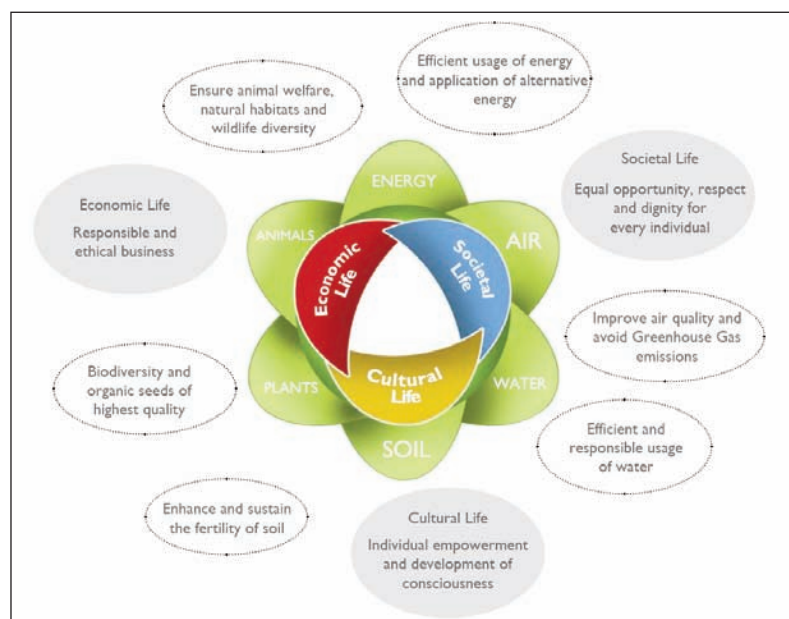 Efficient usage of energy
and application of alternative
energy
Ensure animal welfare,
natural habitats and
wildlife diversity
Societal Life
Equal opportunity, respect
and dignity for
every individual
Economic Life
Responsible and
ethical business
ENERGY
ANIMALS
AIR
Economic
Life
Societal
Life
Cultural
Life
PLANTS
WATER
SOIL
Improve air quality and
avoid Greenhouse Gas
emissions
Biodiversity and
organic seeds of
highest quality
Efficient and
responsible usage
of water
Enhance and sustain
the fertility of soil
Cultural Life
Individual empowerment
and development of
consciousness